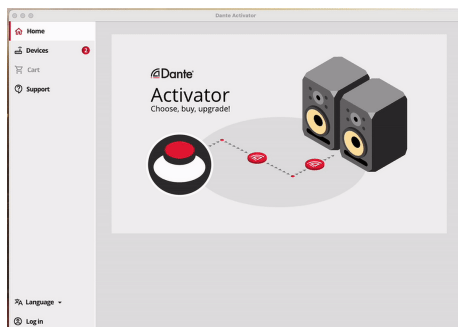 Dante Activator
Home
Devices
2
Cart
Support
Dante
Activator
Choose, buy, upgrade!
Language
Log in